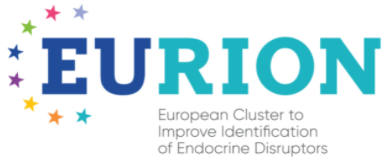 EURION
European Cluster to
Improve Identification
of Endocrine Disruptors